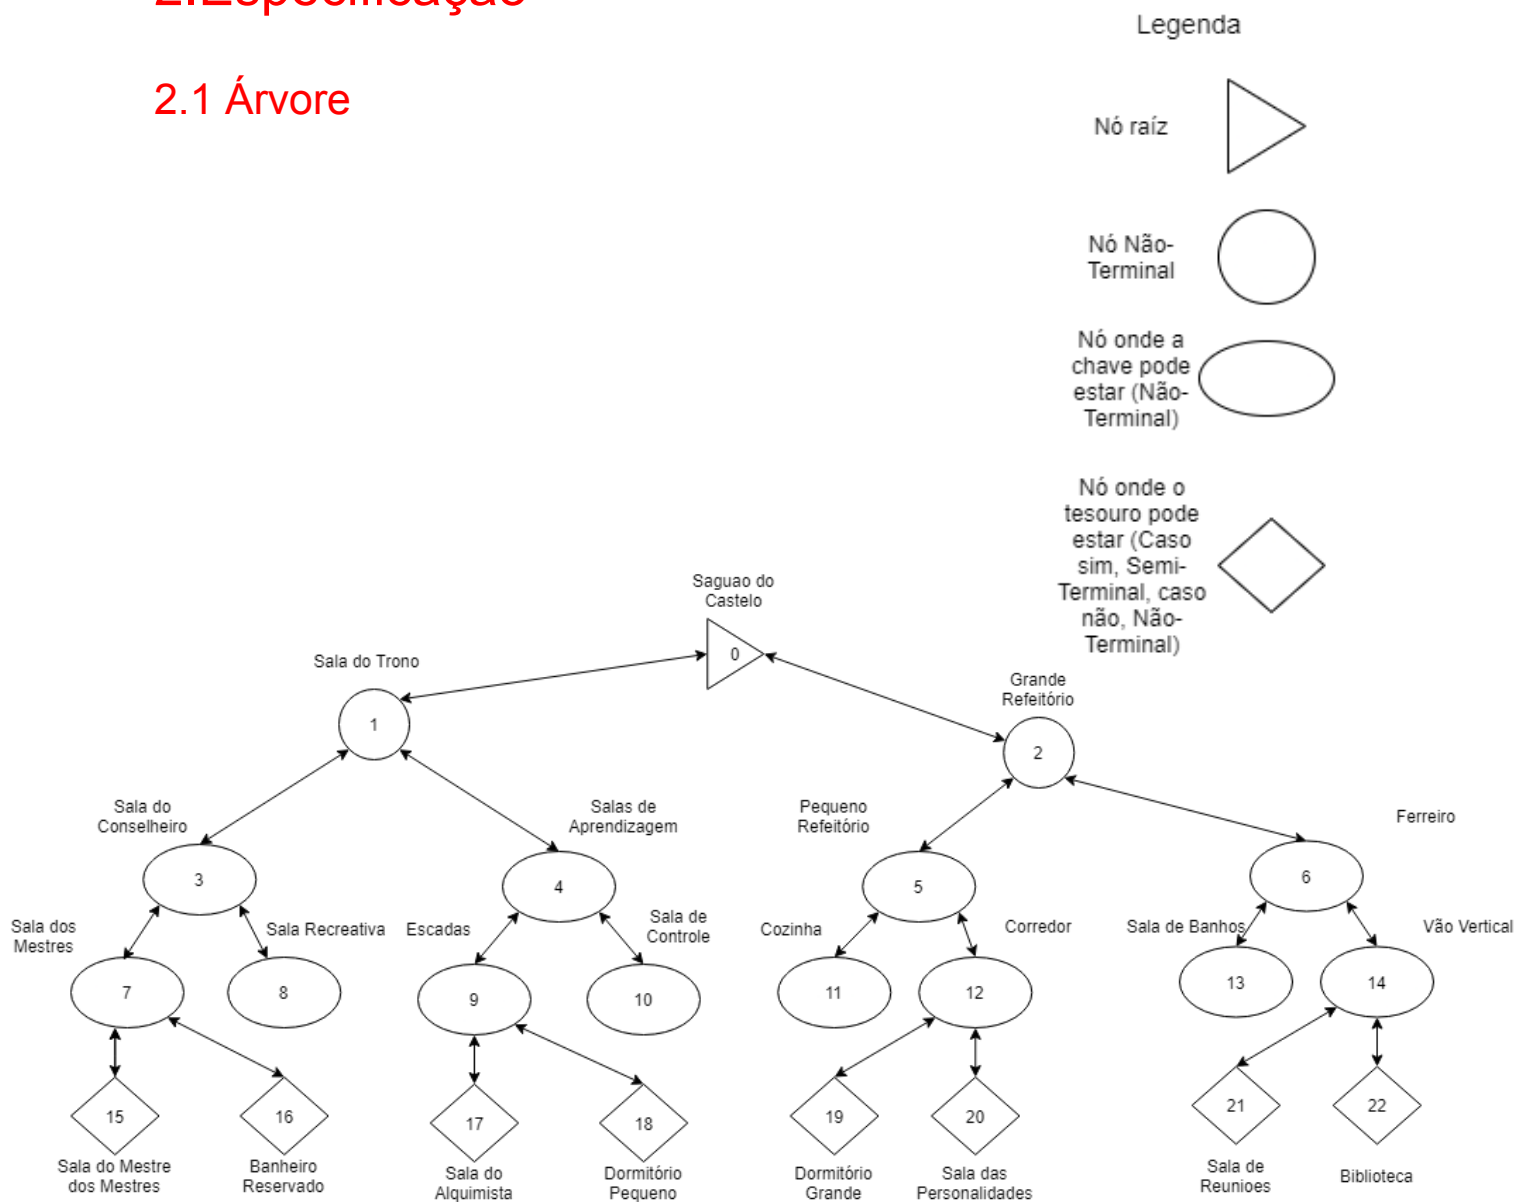 2.Especificação
2.1 Árvore
Legenda
Nó raíz
Nó Não-
Terminal
Nó onde a
chave pode
estar (Não-
Terminal)
Nó onde o
tesouro pode
estar (Caso
sim, Semi-
Terminal, caso
não, Não-
Terminal)
Saguao do
Castelo
0
Sala do Trono
1
Grande
Refeitório
2
Sala do
Conselheiro
3
Salas de
Aprendizagem
4
Pequeno
Refeitório
5
Ferreiro
6
Sala dos
Mestres
7
Sala Recreativa
8
Escadas
9
Sala de
Controle
10
Cozinha
11
Corredor
12
Sala de Banhos
13
Vão Vertical
14
15
Sala do Mestre
dos Mestres
16
Banheiro
Reservado
17
Sala do
Alquimista
18
Dormitório
Pequeno
19
Dormitório
Grande
20
Sala das
Personalidades
21
Sala de
Reunioes
22
Biblioteca